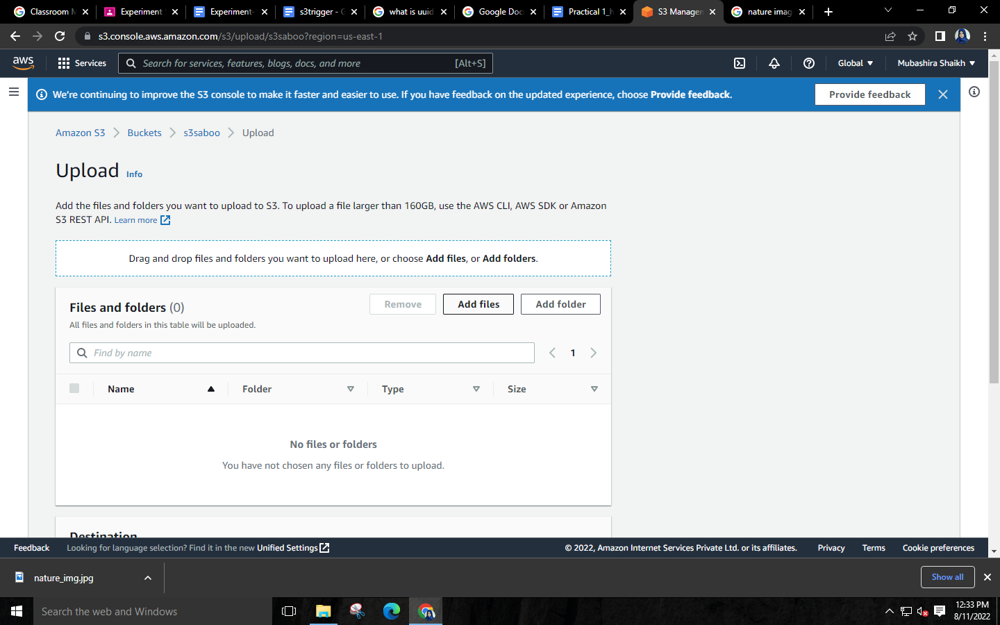 Classroom M
Experiment
Experiment-
s3trigger - G
what is uuid
Google Doc
Practical 1_h
S3 Managem
nature imag
s3.console.aws.amazon.com/s3/upload/s3saboo?region=us-east-1
aws
Services
Search for services, features, blogs, docs, and more
[Alt+S]
Global
Mubashira Shaikh
We're continuing to improve the S3 console to make it faster and easier to use. If you have feedback on the updated experience, choose Provide feedback.
Provide feedback
Amazon S3
Buckets
s3saboo
Upload
Upload
Info
Add the files and folders you want to upload to S3. To upload a file larger than 160GB, use the AWS CLI, AWS SDK or Amazon
S3 REST API. Learn more
Drag and drop files and folders you want to upload here, or choose Add files, or Add folders.
Files and folders (0)
Remove
Add files
Add folder
All files and folders in this table will be uploaded.
Find by name
1
Name
Folder
Type
Size
No files or folders
You have not chosen any files or folders to upload.
Destination
Feedback
Looking for language selection? Find it in the new Unified Settings
© 2022, Amazon Internet Services Private Ltd. or its affiliates.
Privacy
Terms
Cookie preferences
nature_img.jpg
Show all
Search the web and Windows
12:33 PM
8/11/2022